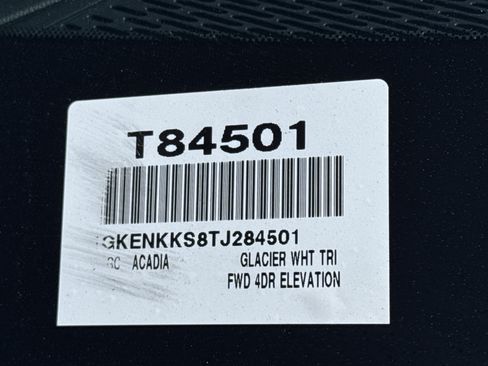 T84501
GKENKKS8TJ284501
ACADIA GLACIER WHT TRI
FWD 4DR ELEVATION